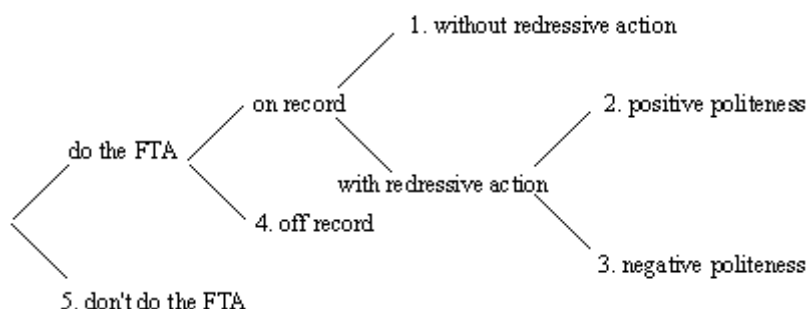 1. without redressive action
on record
2. positive politeness
do the FTA
with redressive action
4. off record
3. negative politeness
5. don't do the FTA